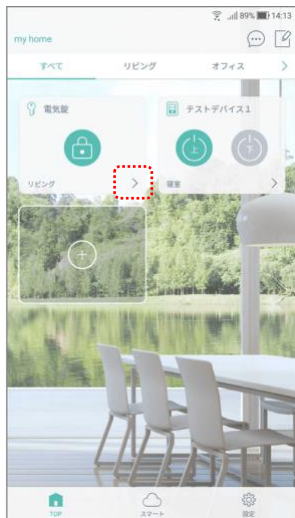 89% 14:13
my home
すべて リビング オフィス
電気錠 テストデバイス1
上 下
リビング 寝室
TOP スマート 設定